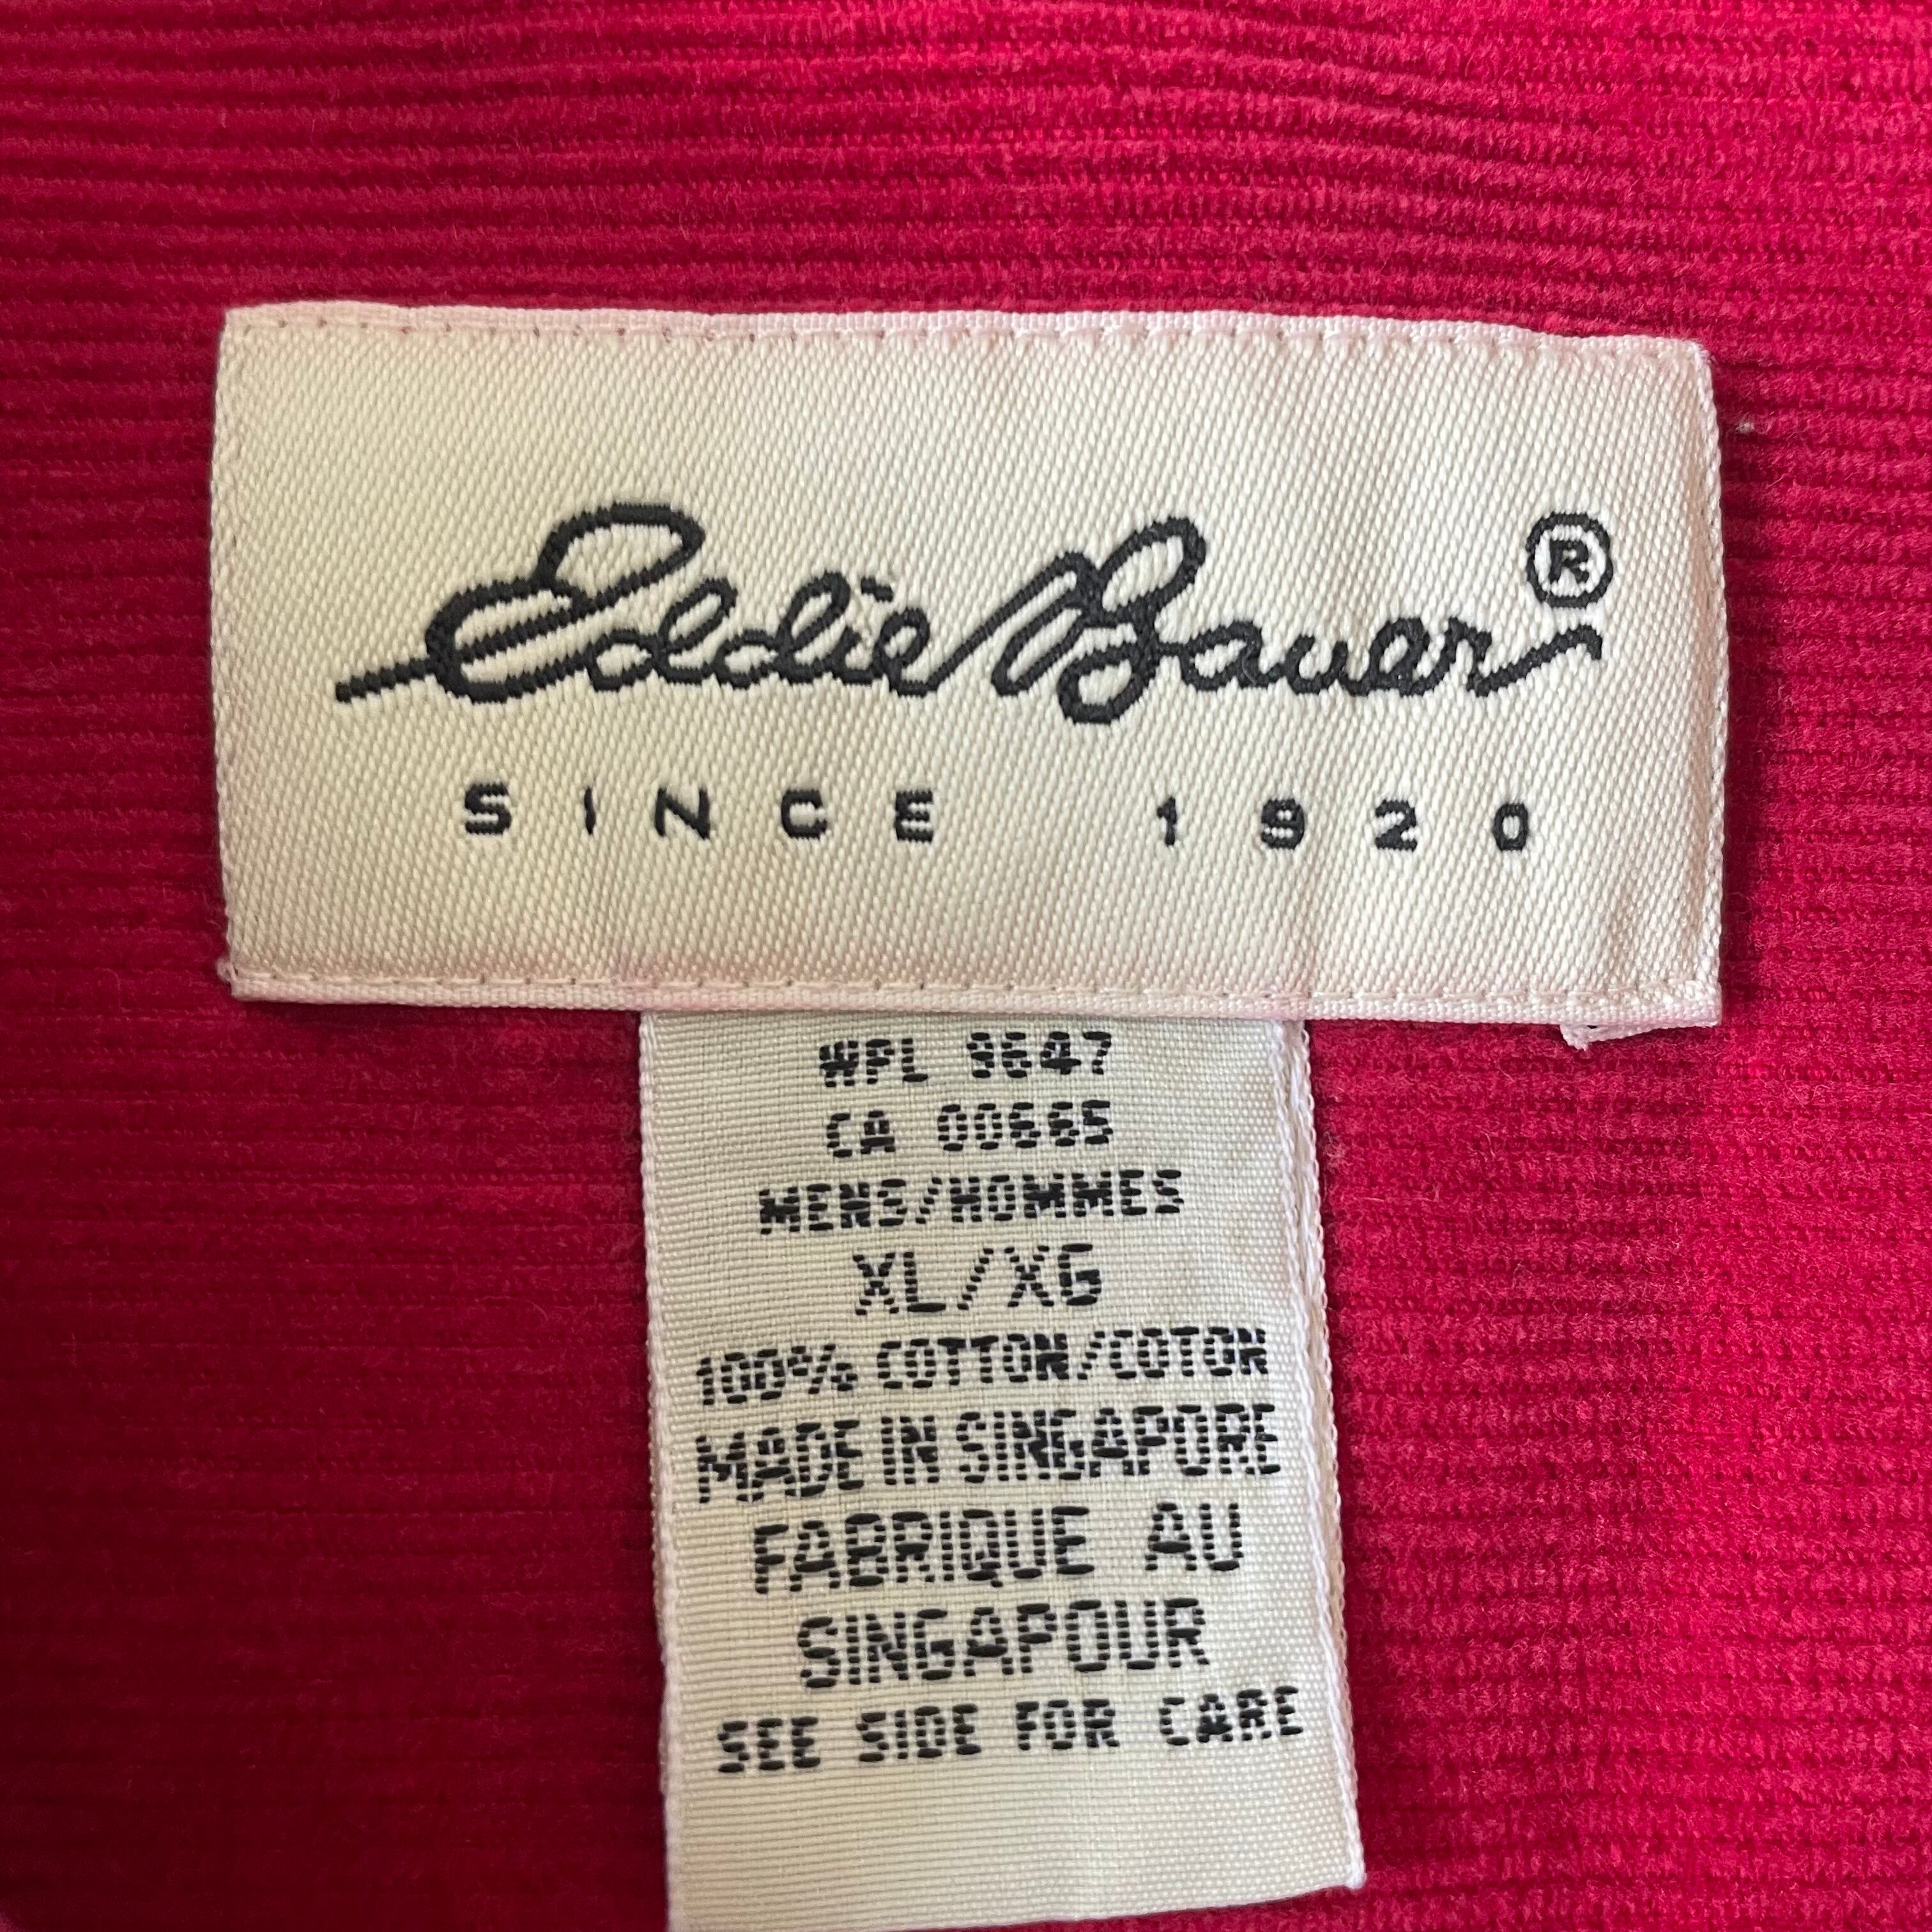 Eddie Bauer®
SINCE 1920
WPL 9647
CA 00665
MENS/HOMMES
XL/XG
100% COTTON/COTON
MADE IN SINGAPORE
FABRIQUE AU
SINGAPOUR
SEE SIDE FOR CARE